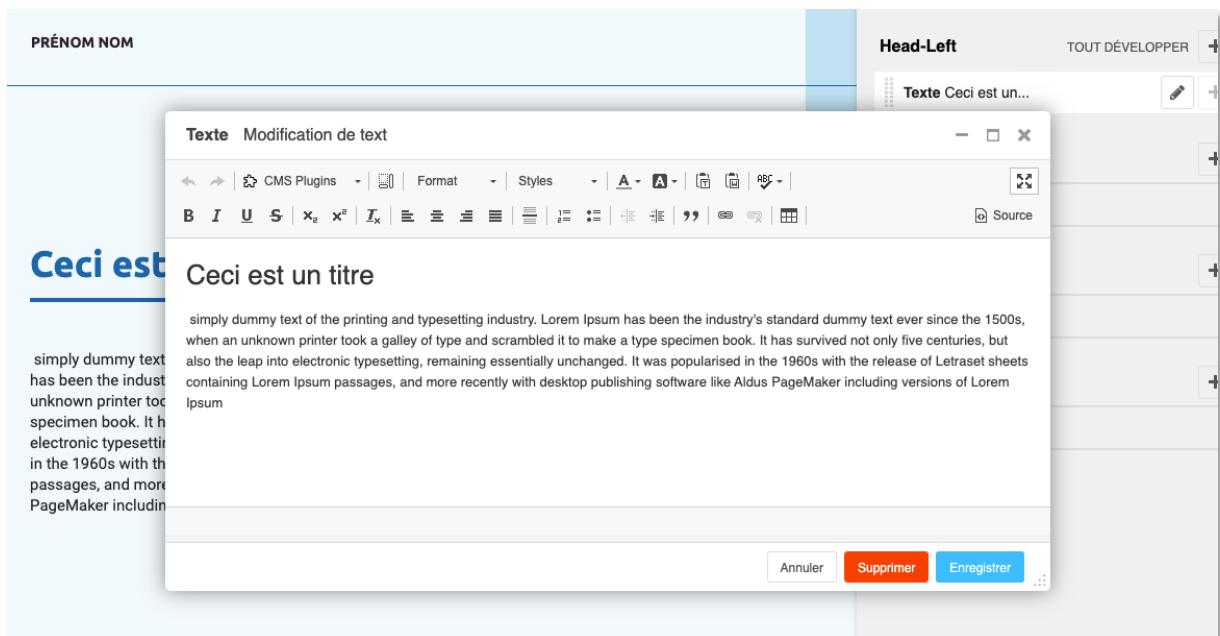 PRÉNOM NOM
Head-Left TOUT DÉVELOPPER
Texte Ceci est un...
Texte Modification de text
CMS Plugins Format Styles A A ABC
B I U S x₂ x² Iₓ Source
Ceci est
Ceci est un titre
simply dummy text of the printing and typesetting industry. Lorem Ipsum has been the industry's standard dummy text ever since the 1500s,
when an unknown printer took a galley of type and scrambled it to make a type specimen book. It has survived not only five centuries, but
also the leap into electronic typesetting, remaining essentially unchanged. It was popularised in the 1960s with the release of Letraset sheets
containing Lorem Ipsum passages, and more recently with desktop publishing software like Aldus PageMaker including versions of Lorem
Ipsum
simply dummy text
has been the indust
unknown printer too
specimen book. It h
electronic typesettin
in the 1960s with th
passages, and more
PageMaker includin
Annuler Supprimer Enregistrer